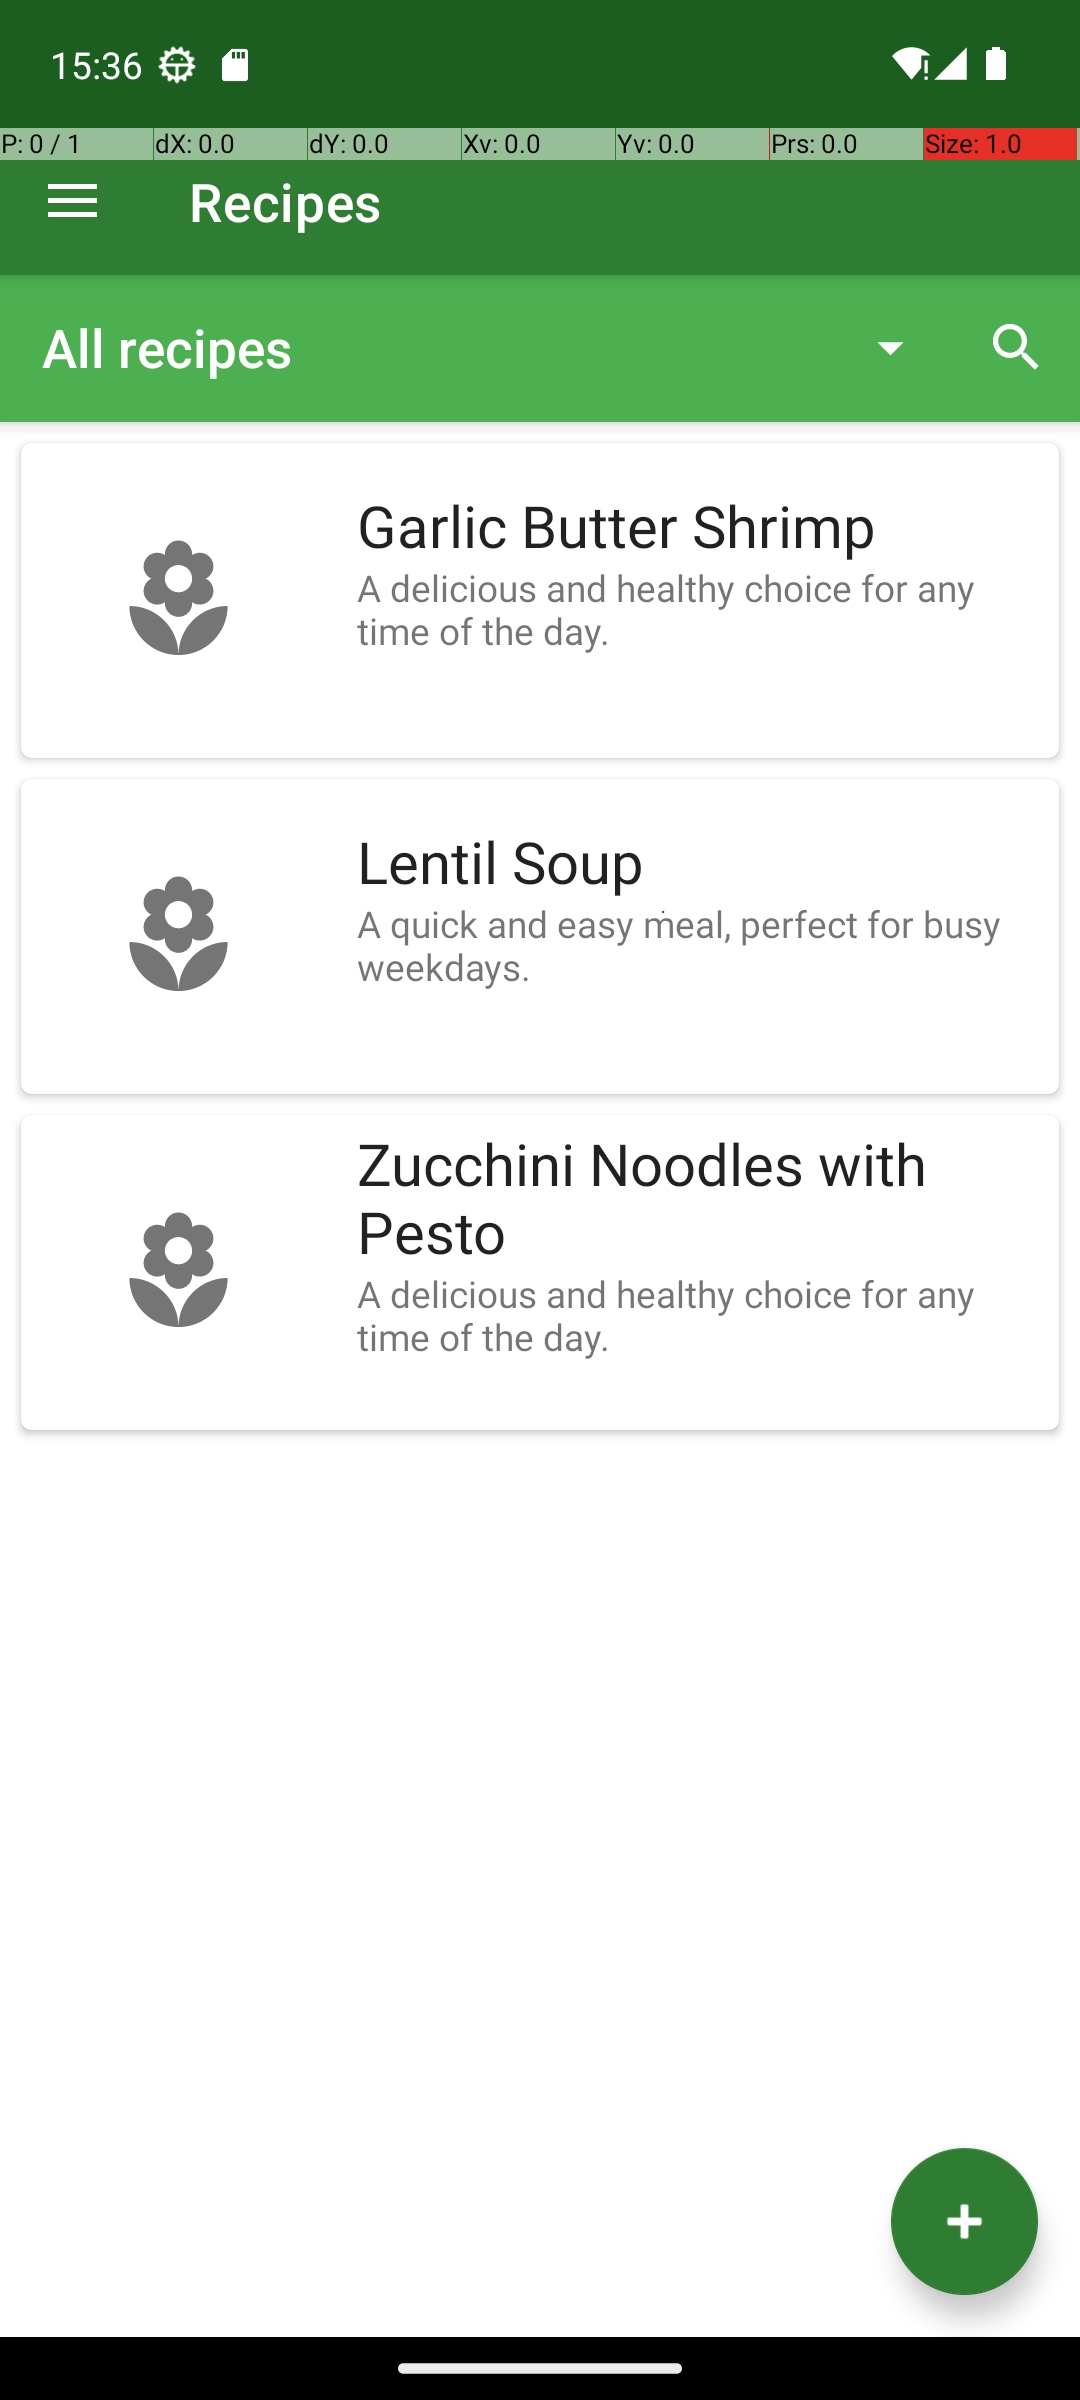 15:36
P: 0 / 1 dX: 0.0 dY: 0.0 Xv: 0.0 Yv: 0.0 Prs: 0.0 Size: 1.0
Recipes
All recipes
Garlic Butter Shrimp
A delicious and healthy choice for any
time of the day.
Lentil Soup
A quick and easy meal, perfect for busy
weekdays.
Zucchini Noodles with
Pesto
A delicious and healthy choice for any
time of the day.